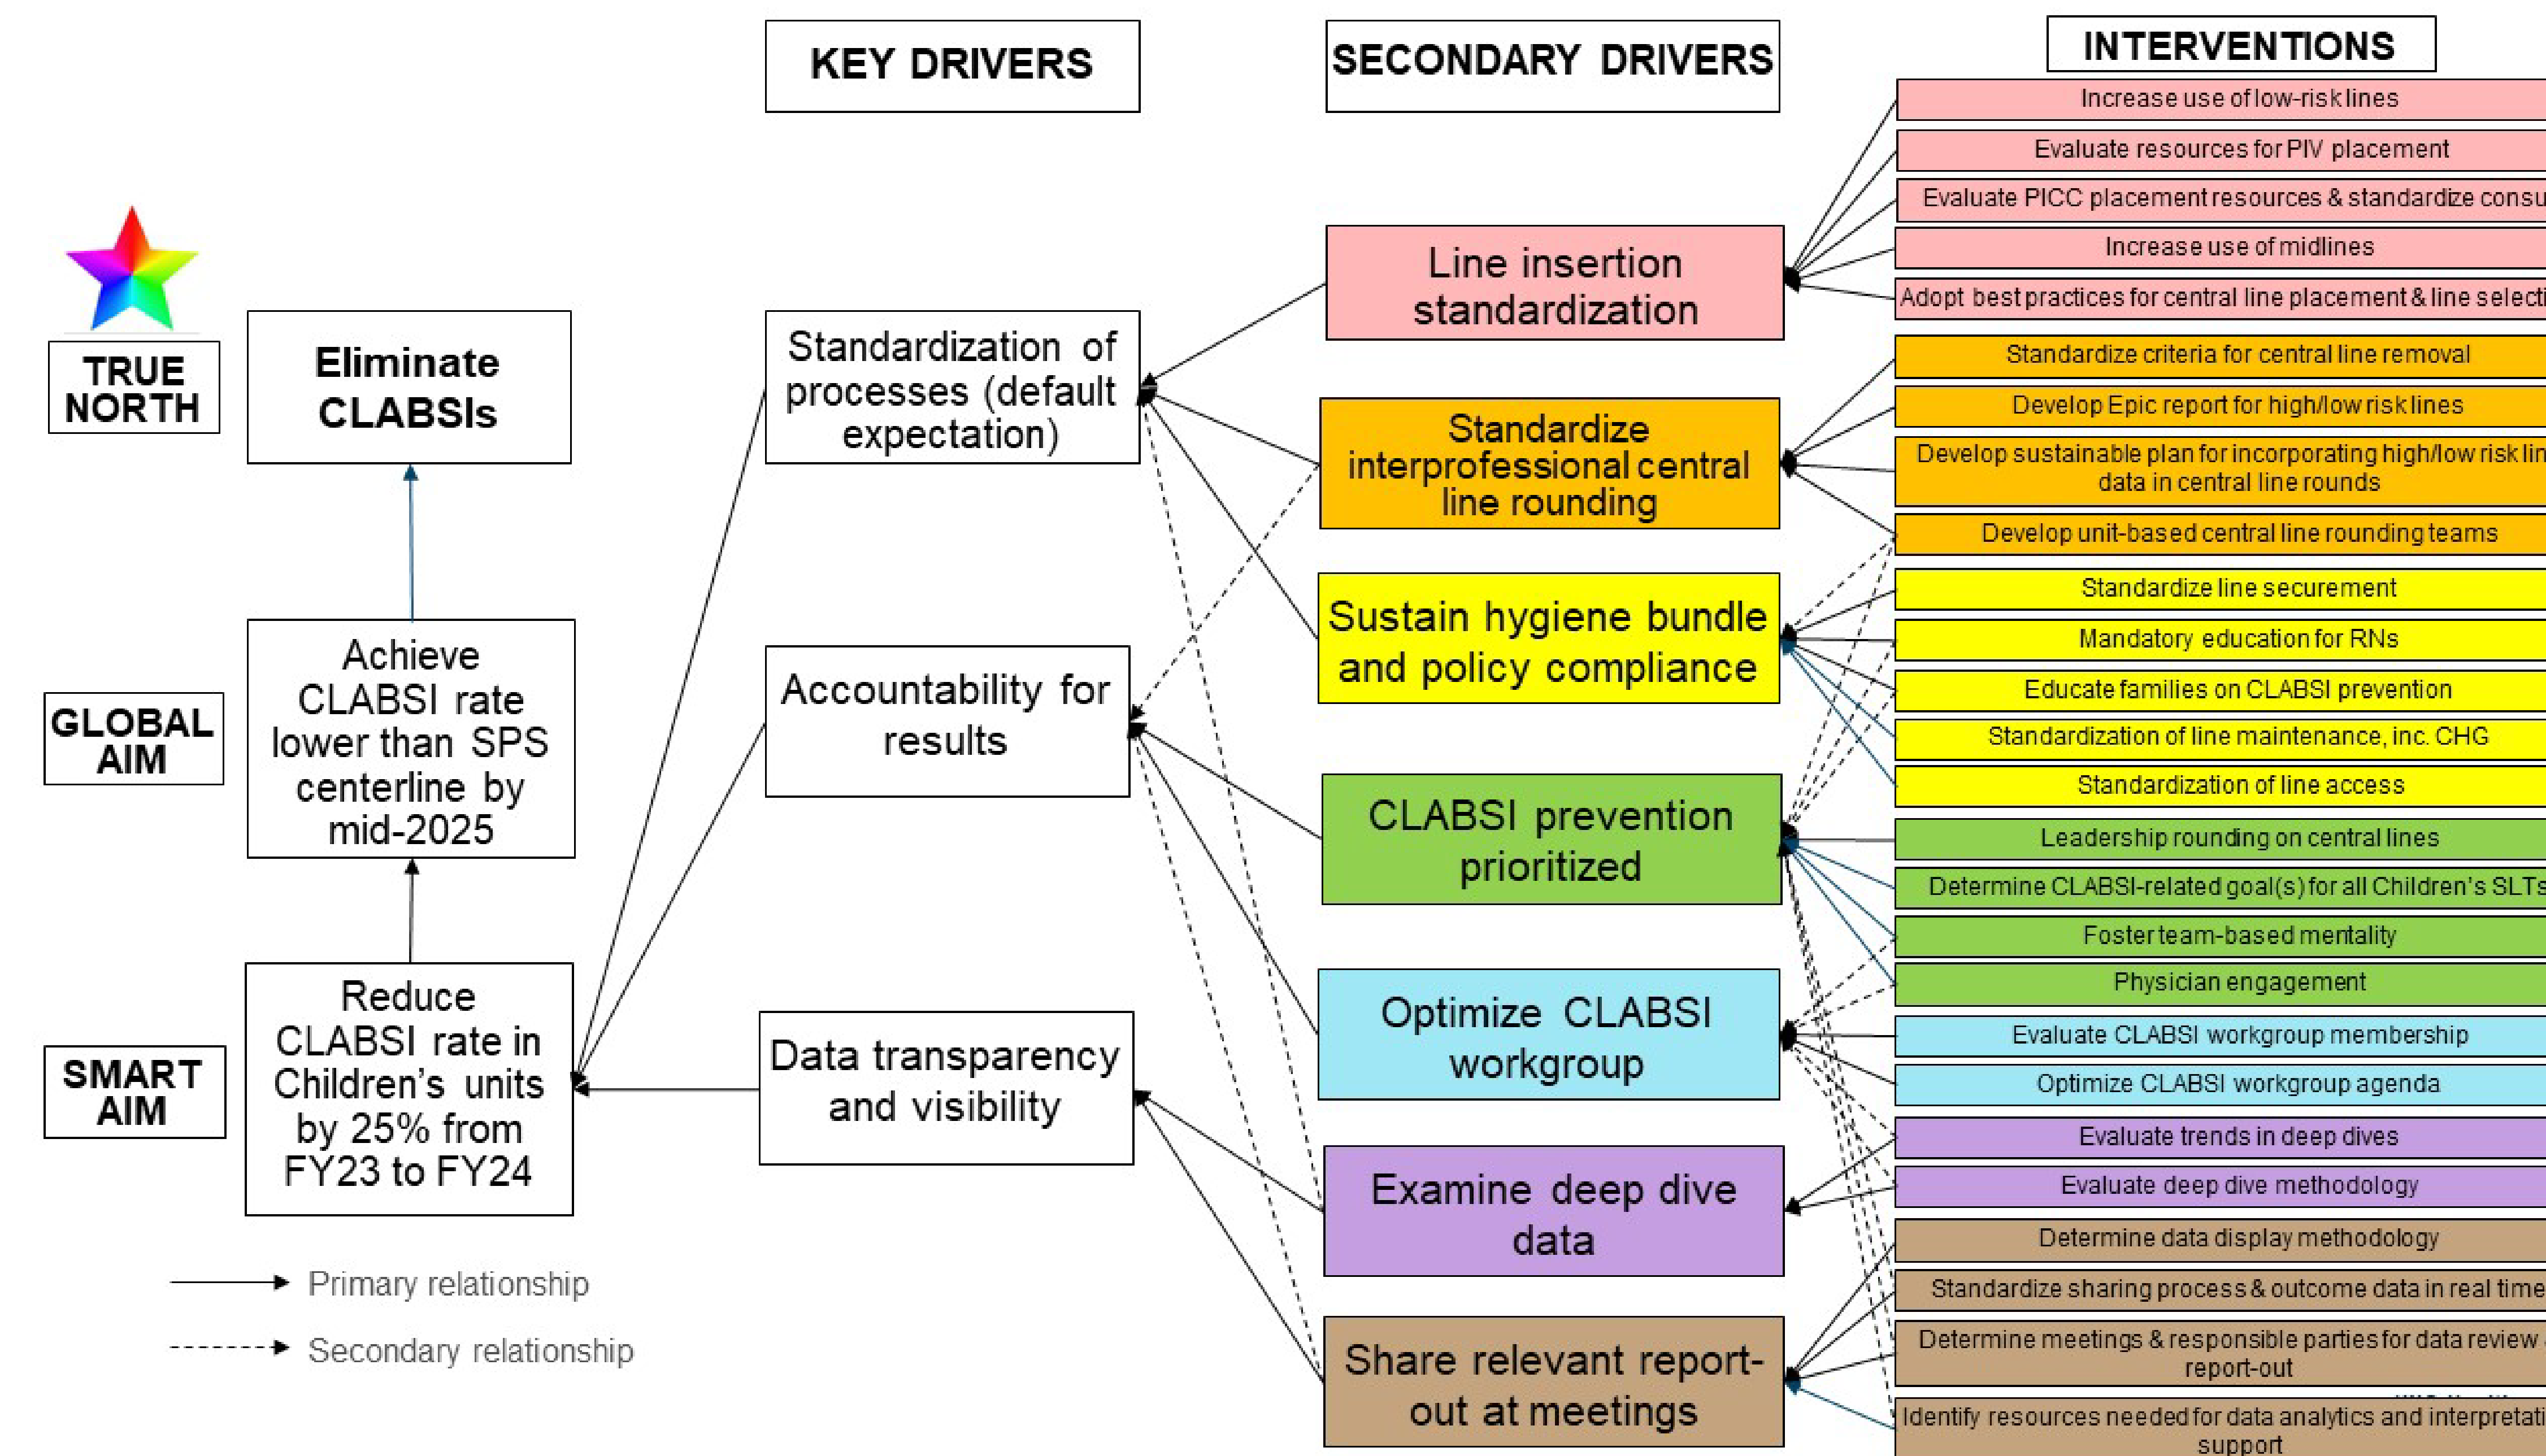 KEY DRIVERS
SECONDARY DRIVERS
INTERVENTIONS
TRUE
NORTH
Eliminate
CLABSIs
GLOBAL
AIM
Achieve
CLABSI rate
lower than SPS
centerline by
mid-2025
SMART
AIM
Reduce
CLABSI rate in
Children's units
by 25% from
FY23 to FY24
Primary relationship
Secondary relationship
Standardization of
processes (default
expectation)
Accountability for
results
Data transparency
and visibility
Line insertion
standardization
Standardize
interprofessional central
line rounding
Sustain hygiene bundle
and policy compliance
CLABSI prevention
prioritized
Optimize CLABSI
workgroup
Examine deep dive
data
Share relevant report-
out at meetings
Increase use of low-risk lines
Evaluate resources for PIV placement
Evaluate PICC placement resources & standardize
Increase use of midlines
Adopt best practices for central line placement & line
Standardize criteria for central line removal
Develop Epic report for high/low risk lines
Develop sustainable plan for incorporating high/low risk
data in central line rounds
Develop unit-based central line rounding teams
Standardize line securement
Mandatory education for RNs
Educate families on CLABSI prevention
Standardization of line maintenance, inc. CHG
Standardization of line access
Leadership rounding on central lines
Determine CLABSI-related goal(s) for all Children's SLTs
Foster team-based mentality
Physician engagement
Evaluate CLABSI workgroup membership
Optimize CLABSI workgroup agenda
Evaluate trends in deep dives
Evaluate deep dive methodology
Determine data display methodology
Standardize sharing process & outcome data in real time
Determine meetings & responsible parties for data review
report-out
Identify resources needed for data analytics and
support